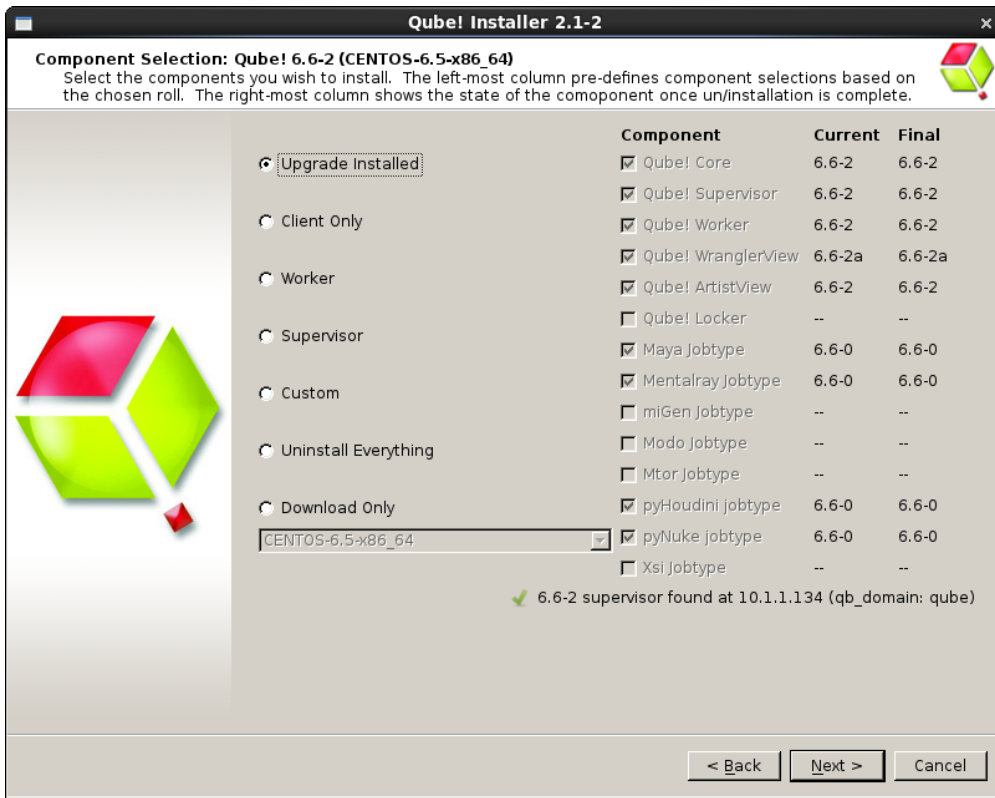 Qube! Installer 2.1-2
Component Selection: Qube! 6.6-2 (CENTOS-6.5-x86_64)
Select the components you wish to install. The left-most column pre-defines component selections based on
the chosen roll. The right-most column shows the state of the comoponent once un/installation is complete.
Upgrade Installed
Client Only
Worker
Supervisor
Custom
Uninstall Everything
Download Only
CENTOS-6.5-x86_64
Component Current Final
Qube! Core 6.6-2 6.6-2
Qube! Supervisor 6.6-2 6.6-2
Qube! Worker 6.6-2 6.6-2
Qube! WranglerView 6.6-2a 6.6-2a
Qube! ArtistView 6.6-2 6.6-2
Qube! Locker -- --
Maya Jobtype 6.6-0 6.6-0
Mentalray Jobtype 6.6-0 6.6-0
miGen Jobtype -- --
Modo Jobtype -- --
Mtor Jobtype -- --
pyHoudini jobtype 6.6-0 6.6-0
pyNuke jobtype 6.6-0 6.6-0
Xsi Jobtype -- --
6.6-2 supervisor found at 10.1.1.134 (qb_domain: qube)
< Back Next > Cancel